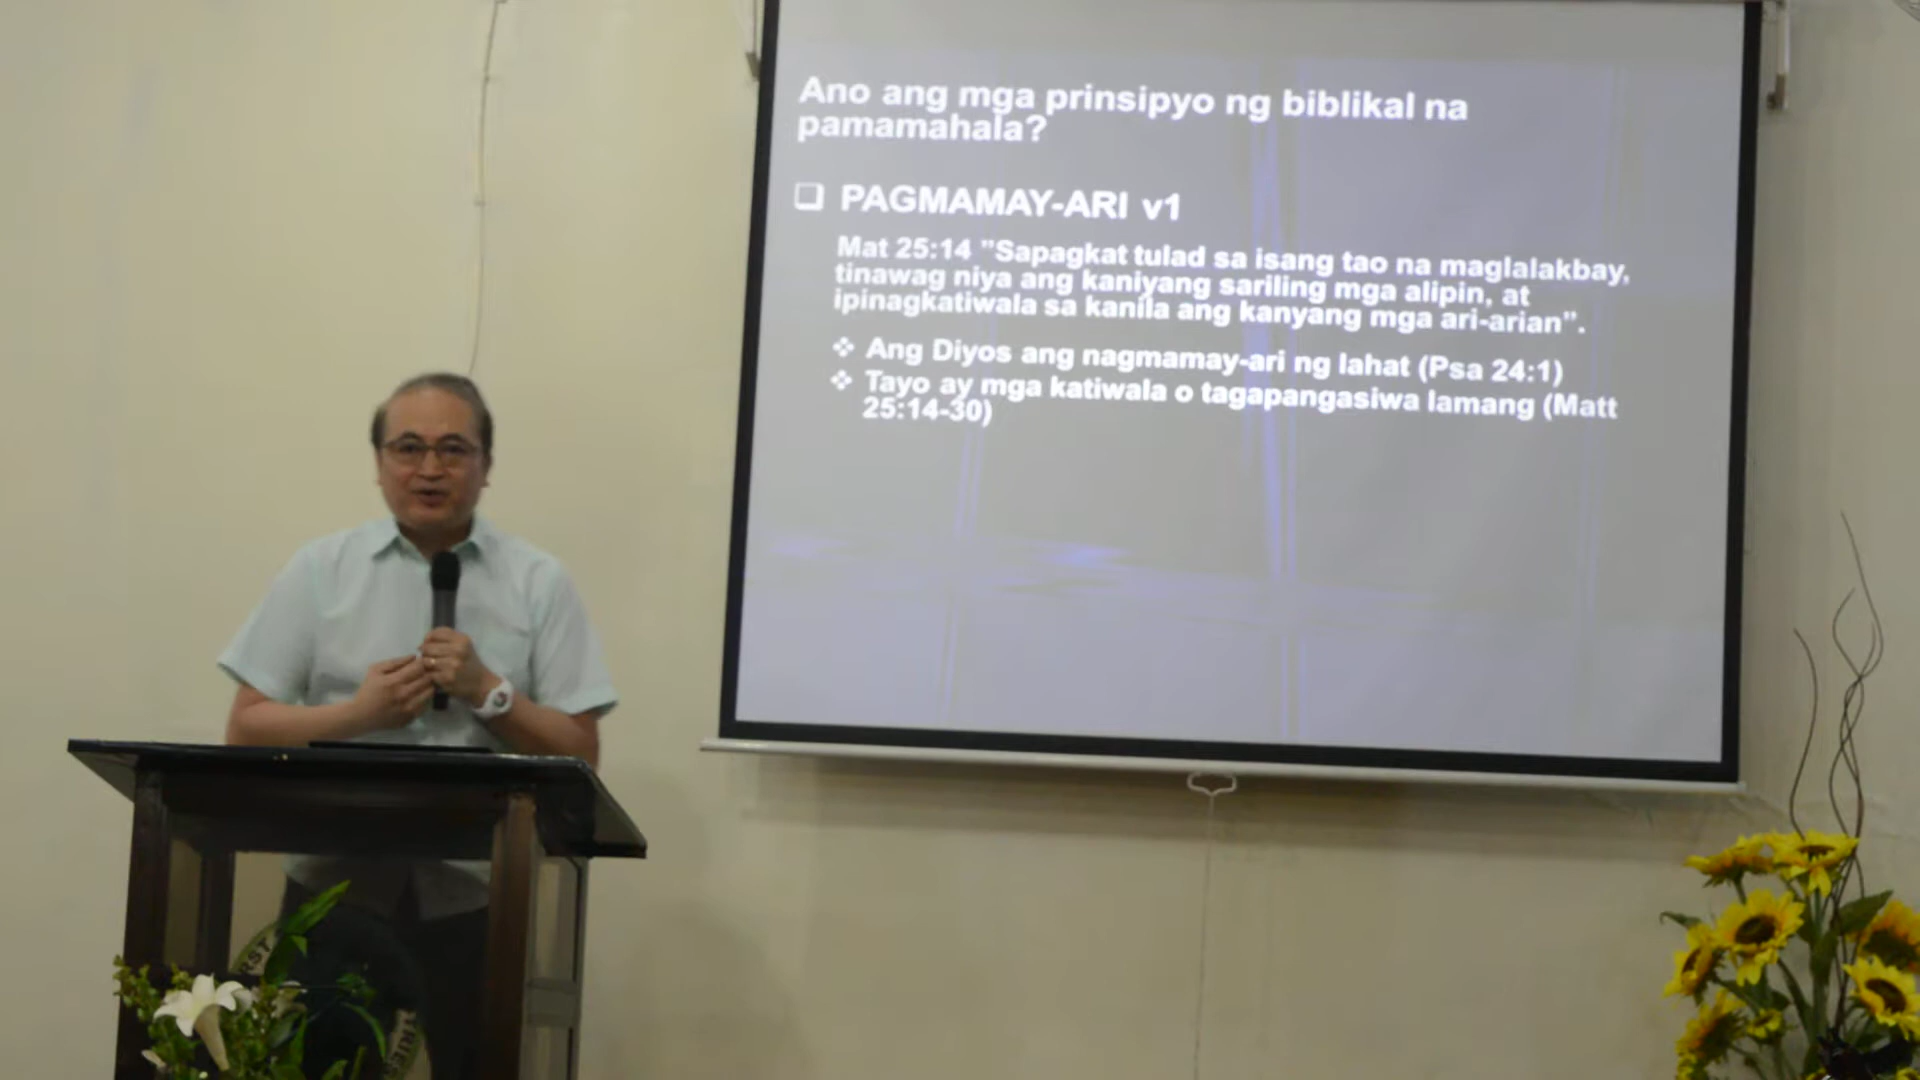 Ano ang mga prinsipyo ng biblikal na
pamamahala?
❑ PAGMAMAY-ARI v1
Mat 25:14 ”Sapagkat tulad sa isang tao na maglalakbay,
tinawag niya ang kaniyang sariling mga alipin, at
ipinagkatiwala sa kanila ang kanyang mga ari-arian”.
❖ Ang Diyos ang nagmamay-ari ng lahat (Psa 24:1)
❖ Tayo ay mga katiwala o tagapangasiwa lamang (Matt
25:14-30)